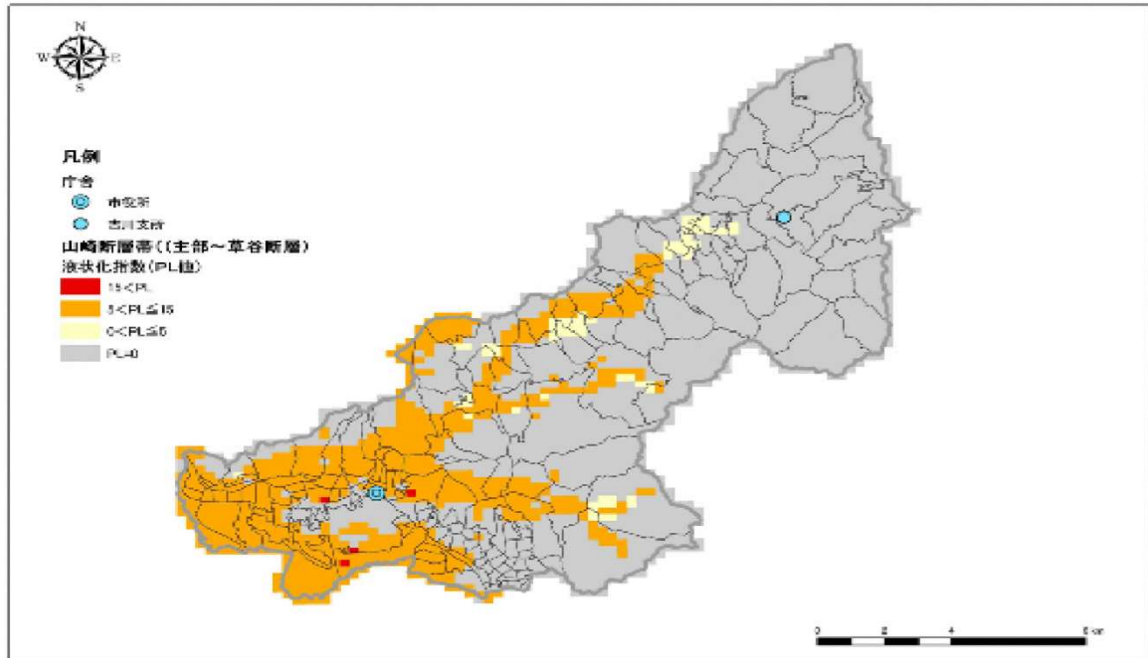 N
W E
S
凡例
庁舎
市役所
吉川支所
山崎断層帯((主部～草谷断層)
液状化指数(PL値)
15<PL
5<PL≦15
0<PL≦5
PL=0
0 2 4 8 km